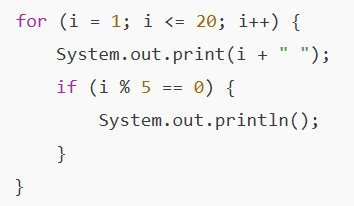 for (i = 1; i <= 20; i++) {
    System.out.print(i + " ");
    if (i % 5 == 0) {
        System.out.println();
    }
}